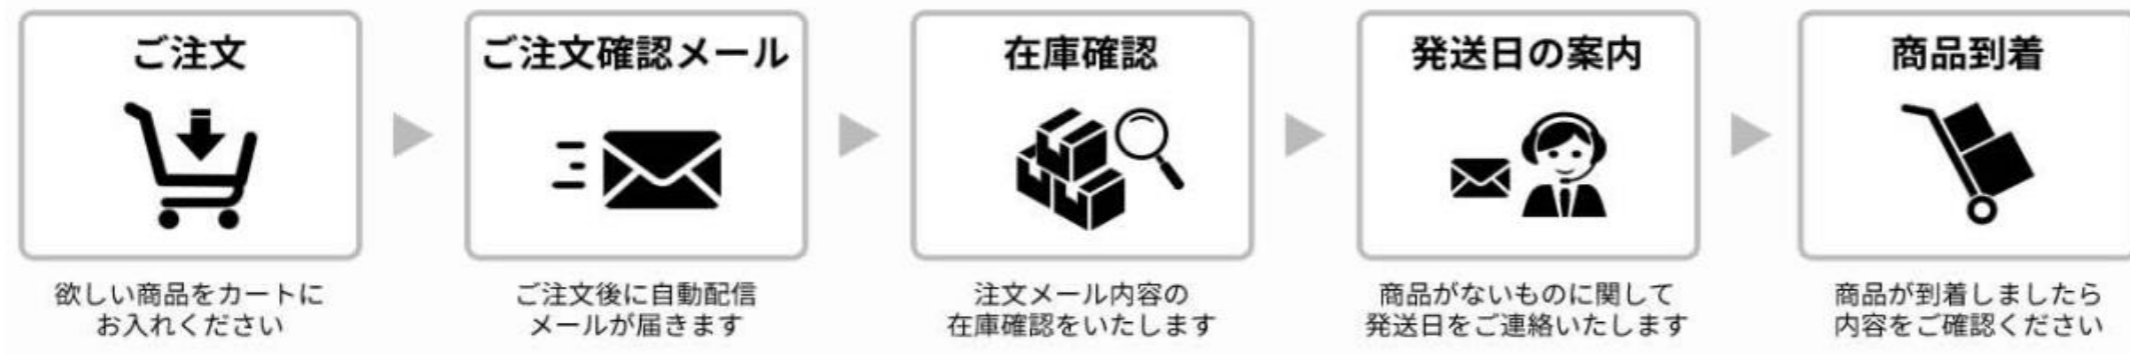 ご注文
欲しい商品をカートに
お入れください
ご注文確認メール
ご注文後に自動配信
メールが届きます
在庫確認
注文メール内容の
在庫確認をいたします
発送日の案内
商品がないものに関して
発送日をご連絡いたします
商品到着
商品が到着しましたら
内容をご確認ください